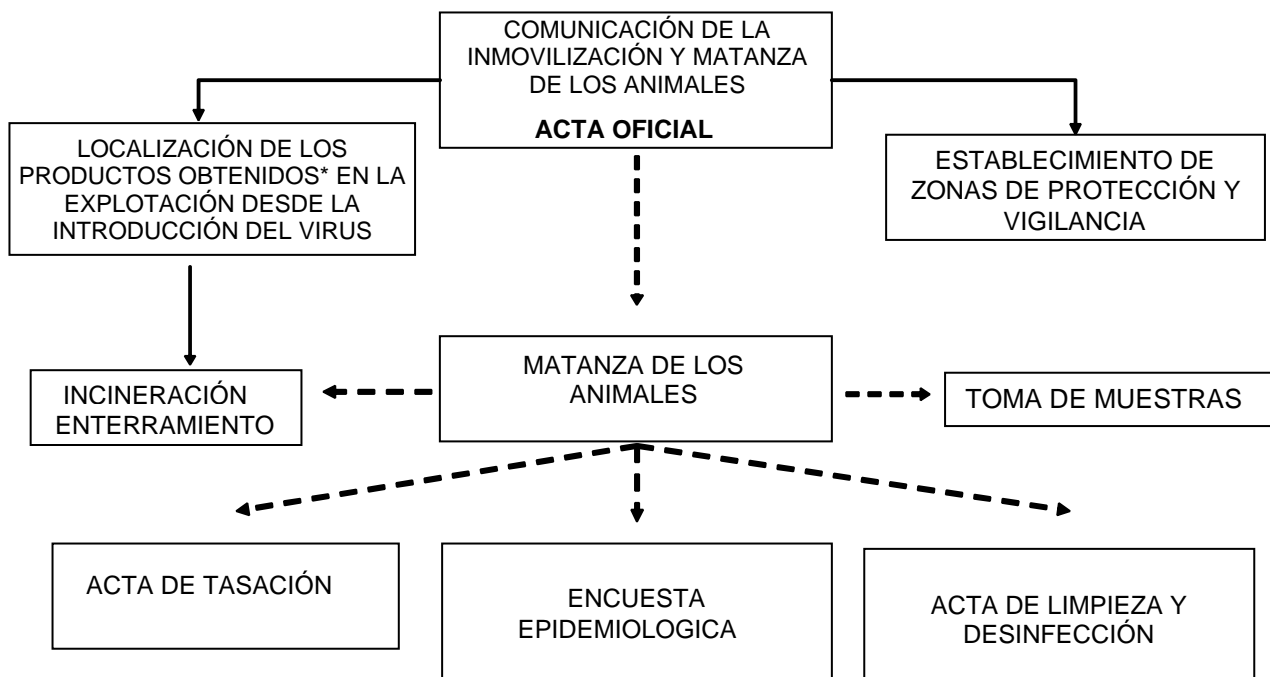 COMUNICACIÓN DE LA
INMOVILIZACIÓN Y MATANZA
DE LOS ANIMALES
ACTA OFICIAL
LOCALIZACIÓN DE LOS
PRODUCTOS OBTENIDOS* EN LA
EXPLOTACIÓN DESDE LA
INTRODUCCIÓN DEL VIRUS
ESTABLECIMIENTO DE
ZONAS DE PROTECCIÓN Y
VIGILANCIA
MATANZA DE LOS
ANIMALES
INCINERACIÓN
ENTERRAMIENTO
TOMA DE MUESTRAS
ACTA DE TASACIÓN
ENCUESTA
EPIDEMIOLOGICA
ACTA DE LIMPIEZA Y
DESINFECCIÓN